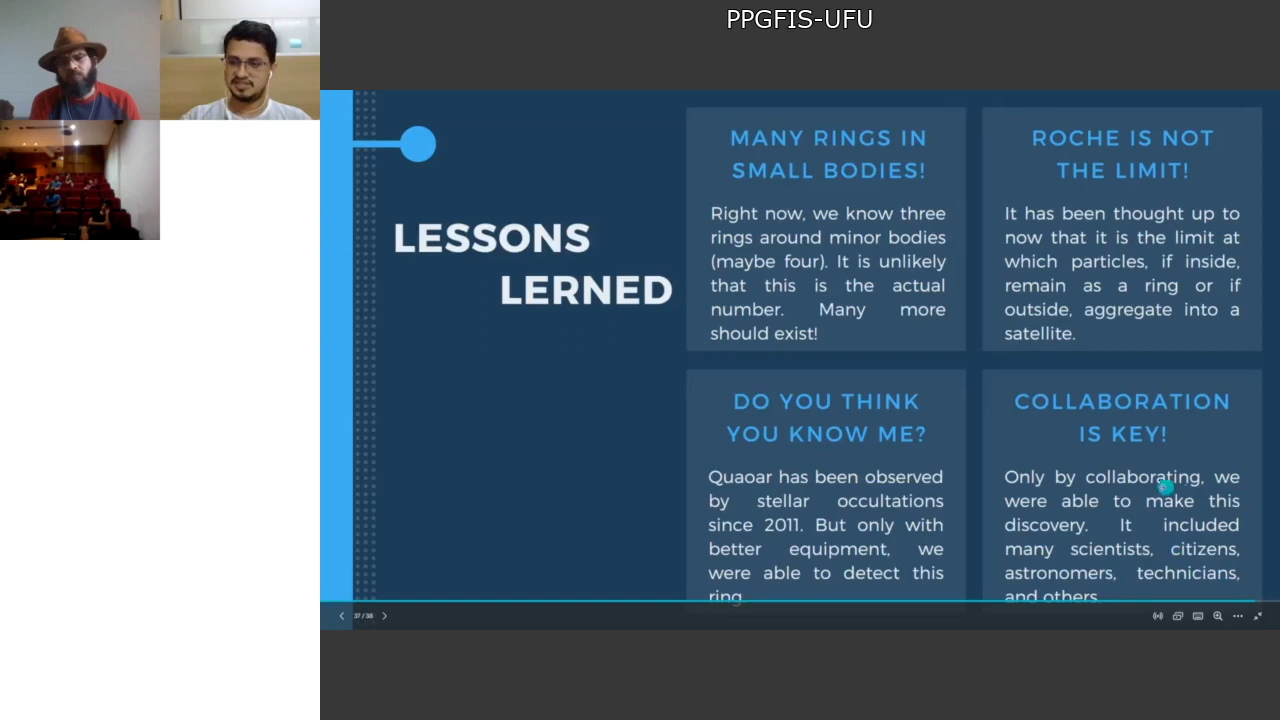 PPGFIS-UFU
LESSONS
LERNED
MANY RINGS IN
SMALL BODIES!
Right now, we know three
rings around minor bodies
(maybe four). It is unlikely
that this is the actual
number. Many more
should exist!
ROCHE IS NOT
THE LIMIT!
It has been thought up to
now that it is the limit at
which particles, if inside,
remain as a ring or if
outside, aggregate into a
satellite.
DO YOU THINK
YOU KNOW ME?
Quaoar has been observed
by stellar occultations
since 2011. But only with
better equipment, we
were able to detect this
ring.
COLLABORATION
IS KEY!
Only by collaborating, we
were able to make this
discovery. It included
many scientists, citizens,
astronomers, technicians,
and others.
37 / 38